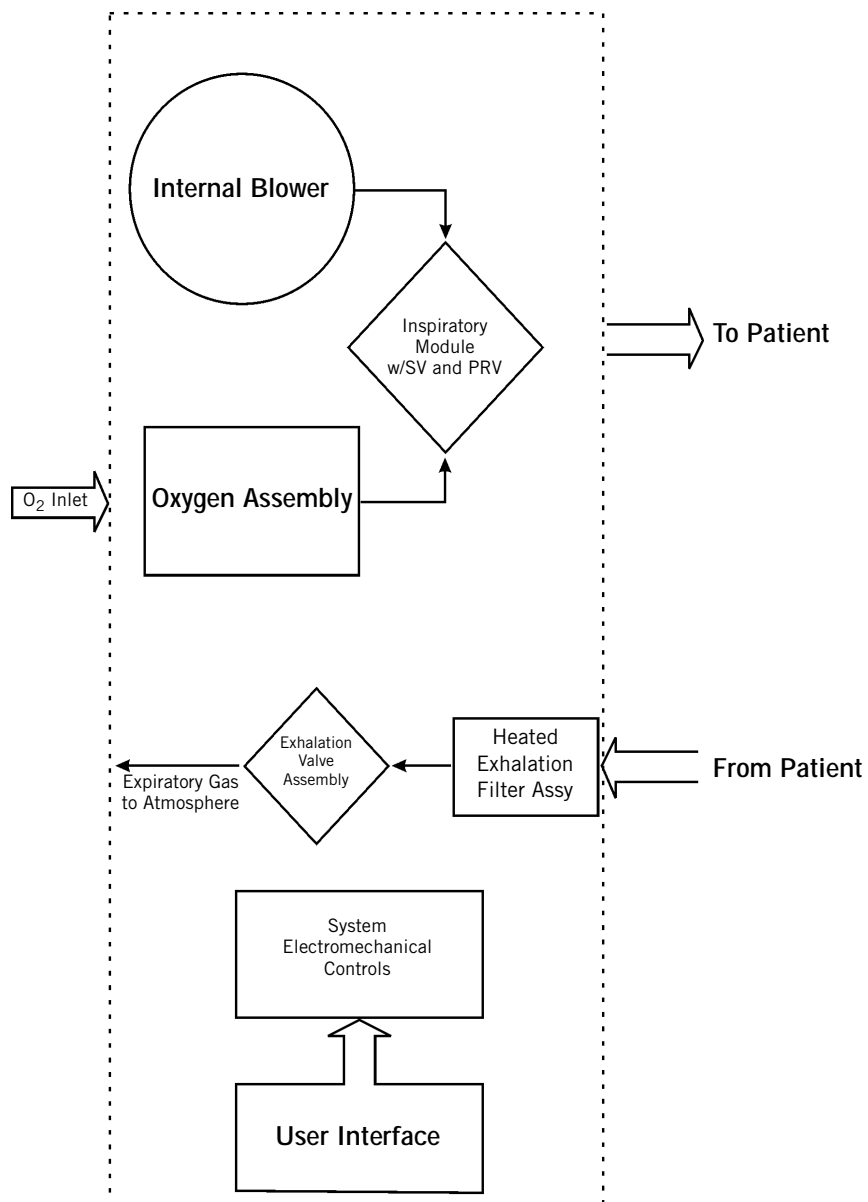 Internal Blower
Inspiratory
Module
w/SV and PRV
To Patient
O₂ Inlet
Oxygen Assembly
Exhalation
Valve
Assembly
Heated
Exhalation
Filter Assy
From Patient
Expiratory Gas
to Atmosphere
System
Electromechanical
Controls
User Interface